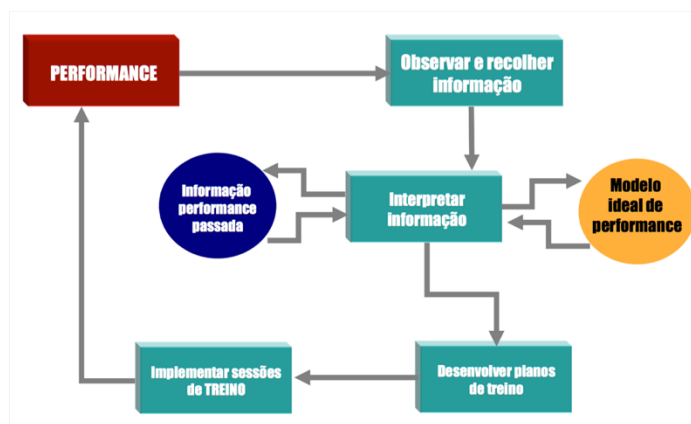 PERFORMANCE
Observar e recolher
informação
Informação
performance
passada
Interpretar
informação
Modelo
ideal de
performance
Implementar sessões
de TREINO
Desenvolver planos
de treino